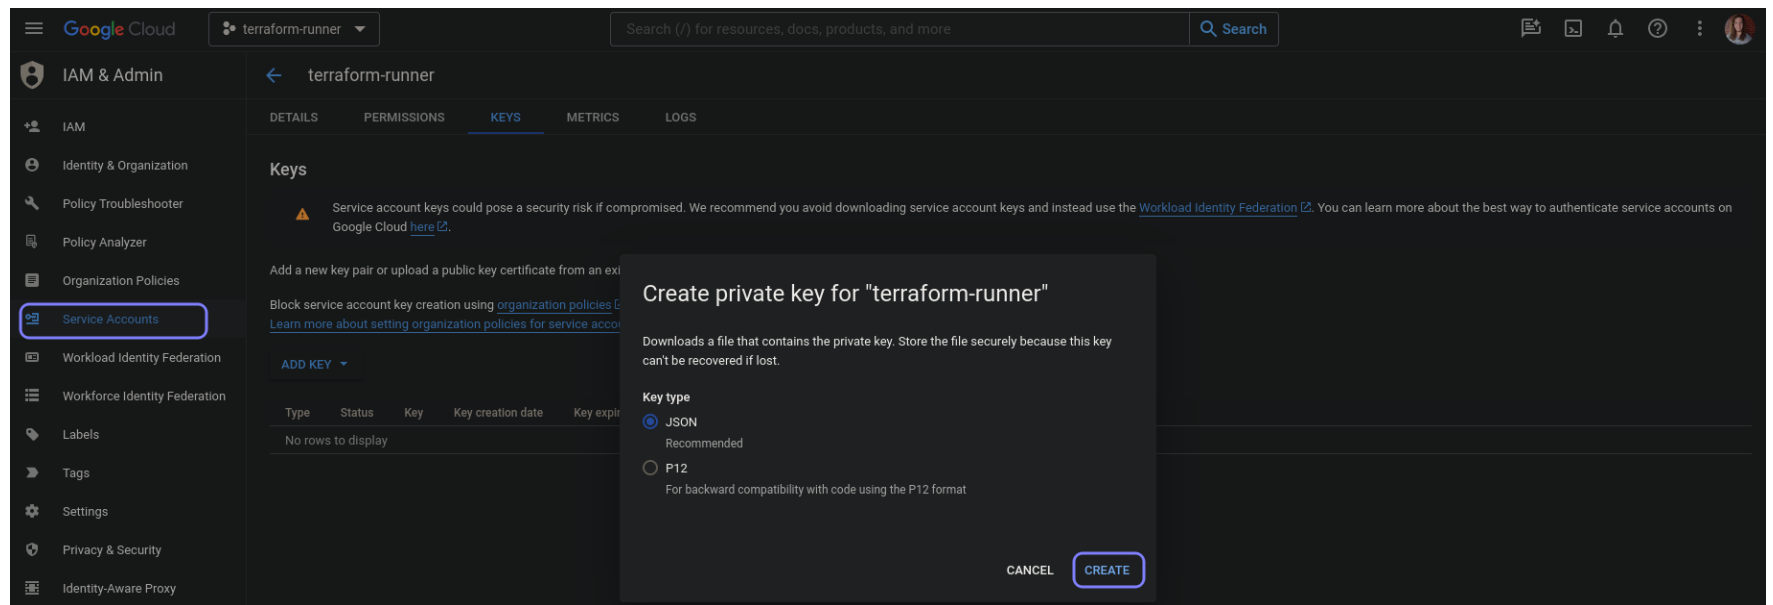 Google Cloud
terraform-runner
Search (/) for resources, docs, products, and more
Search
IAM & Admin
terraform-runner
DETAILS
PERMISSIONS
KEYS
METRICS
LOGS
IAM
Identity & Organization
Policy Troubleshooter
Policy Analyzer
Organization Policies
Service Accounts
Workload Identity Federation
Workforce Identity Federation
Labels
Tags
Settings
Privacy & Security
Identity-Aware Proxy
Keys
Service account keys could pose a security risk if compromised. We recommend you avoid downloading service account keys and instead use the Workload Identity Federation. You can learn more about the best way to authenticate service accounts on
Google Cloud here.
Add a new key pair or upload a public key certificate from an exi
Block service account key creation using organization policies
Learn more about setting organization policies for service accou
ADD KEY
Type Status Key Key creation date Key expir
No rows to display
Create private key for "terraform-runner"
Downloads a file that contains the private key. Store the file securely because this key
can't be recovered if lost.
Key type
JSON
Recommended
P12
For backward compatibility with code using the P12 format
CANCEL
CREATE